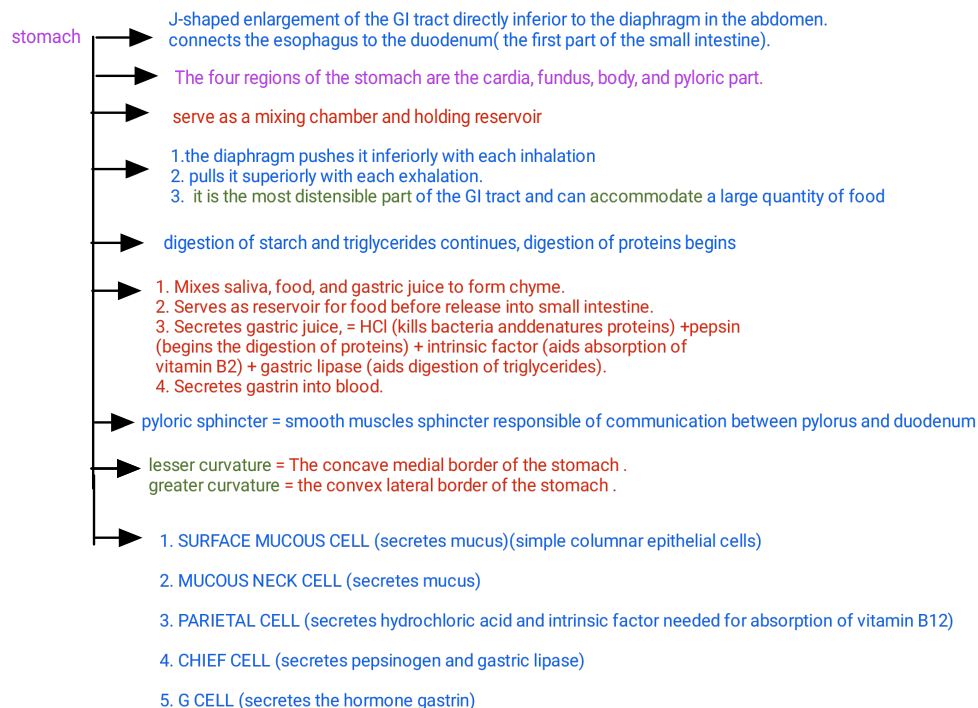 stomach
J-shaped enlargement of the GI tract directly inferior to the diaphragm in the abdomen.
connects the esophagus to the duodenum( the first part of the small intestine).
The four regions of the stomach are the cardia, fundus, body, and pyloric part.
serve as a mixing chamber and holding reservoir
1.the diaphragm pushes it inferiorly with each inhalation
2. pulls it superiorly with each exhalation.
3. it is the most distensible part of the GI tract and can accommodate a large quantity of food
digestion of starch and triglycerides continues, digestion of proteins begins
1. Mixes saliva, food, and gastric juice to form chyme.
2. Serves as reservoir for food before release into small intestine.
3. Secretes gastric juice, = HCl (kills bacteria anddenatures proteins) +pepsin
(begins the digestion of proteins) + intrinsic factor (aids absorption of
vitamin B2) + gastric lipase (aids digestion of triglycerides).
4. Secretes gastrin into blood.
pyloric sphincter = smooth muscles sphincter responsible of communication between pylorus and duodenum
lesser curvature = The concave medial border of the stomach .
greater curvature = the convex lateral border of the stomach .
1. SURFACE MUCOUS CELL (secretes mucus)(simple columnar epithelial cells)
2. MUCOUS NECK CELL (secretes mucus)
3. PARIETAL CELL (secretes hydrochloric acid and intrinsic factor needed for absorption of vitamin B12)
4. CHIEF CELL (secretes pepsinogen and gastric lipase)
5. G CELL (secretes the hormone gastrin)